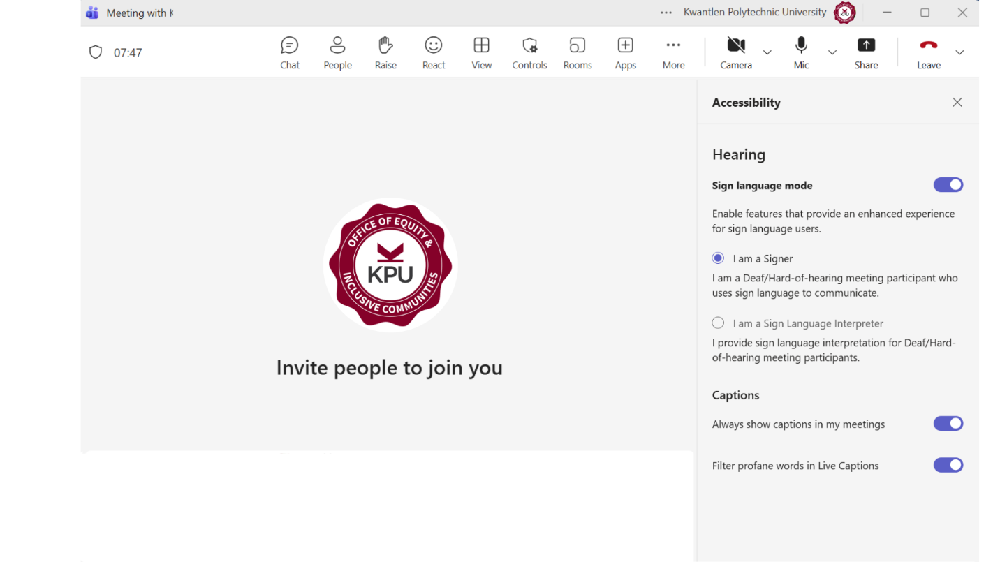 Meeting with K
Kwantlen Polytechnic University
07:47
Chat
People
Raise
React
View
Controls
Rooms
Apps
More
Camera
Mic
Share
Leave
OFFICE OF EQUITY &
KPU
INCLUSIVE COMMUNITIES
Invite people to join you
Accessibility
Hearing
Sign language mode
Enable features that provide an enhanced experience
for sign language users.
I am a Signer
I am a Deaf/Hard-of-hearing meeting participant who
uses sign language to communicate.
I am a Sign Language Interpreter
I provide sign language interpretation for Deaf/Hard-
of-hearing meeting participants.
Captions
Always show captions in my meetings
Filter profane words in Live Captions